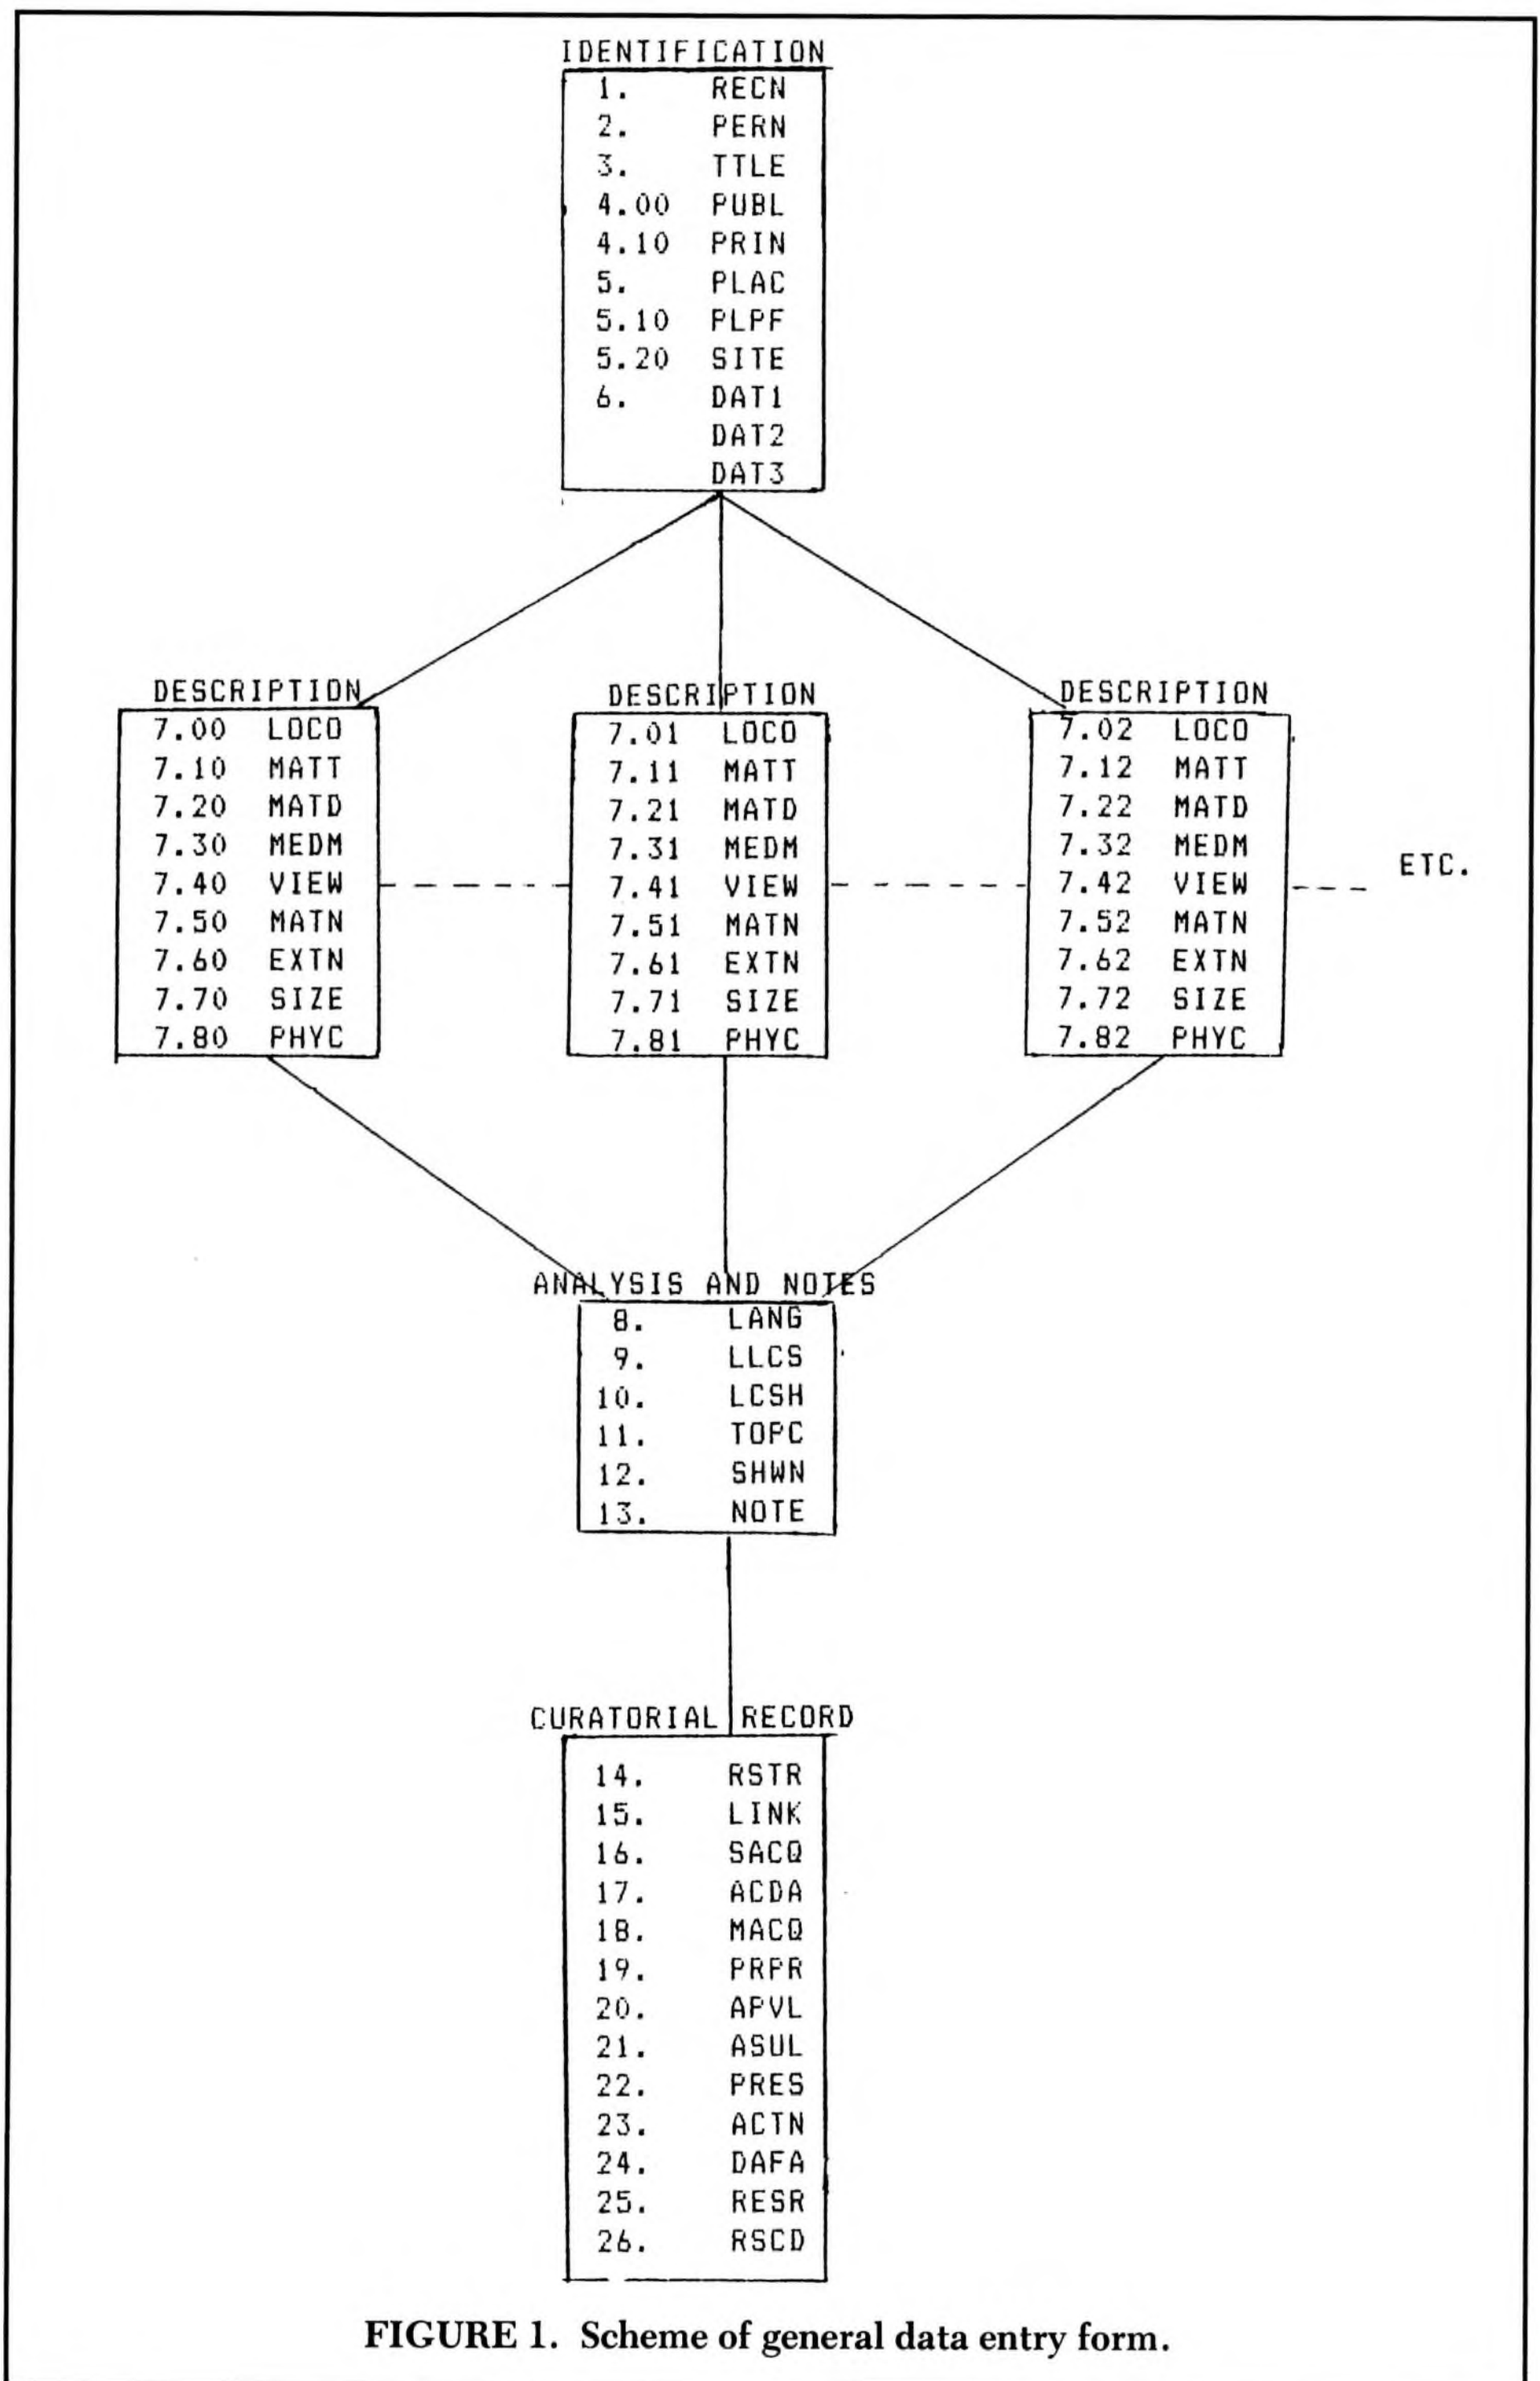 IDENTIFICATION
1. RECN
2. PERN
3. TTLE
4.00 PUBL
4.10 PRIN
5. PLAC
5.10 PLPF
5.20 SITE
6. DAT1
DAT2
DAT3
DESCRIPTION
7.00 LOCO
7.10 MATT
7.20 MATD
7.30 MEDM
7.40 VIEW
7.50 MATN
7.60 EXTN
7.70 SIZE
7.80 PHYC
DESCRIPTION
7.01 LOCO
7.11 MATT
7.21 MATD
7.31 MEDM
7.41 VIEW
7.51 MATN
7.61 EXTN
7.71 SIZE
7.81 PHYC
DESCRIPTION
7.02 LOCO
7.12 MATT
7.22 MATD
7.32 MEDM
7.42 VIEW
7.52 MATN
7.62 EXTN
7.72 SIZE
7.82 PHYC
ETC.
ANALYSIS AND NOTES
8. LANG
9. LLCS
10. LCSH
11. TOPC
12. SHWN
13. NOTE
CURATORIAL RECORD
14. RSTR
15. LINK
16. SACQ
17. ACDA
18. MACQ
19. PRPR
20. APVL
21. ASUL
22. PRES
23. ACTN
24. DAFA
25. RESR
26. RSCD
FIGURE 1. Scheme of general data entry form.